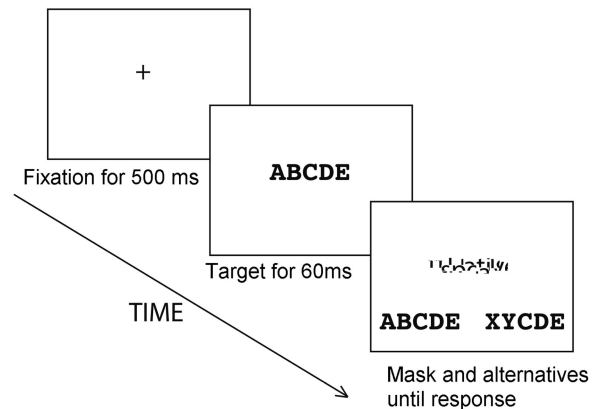 +
Fixation for 500 ms
ABCDE
Target for 60ms
TIME
ABCDE XYCDE
Mask and alternatives
until response